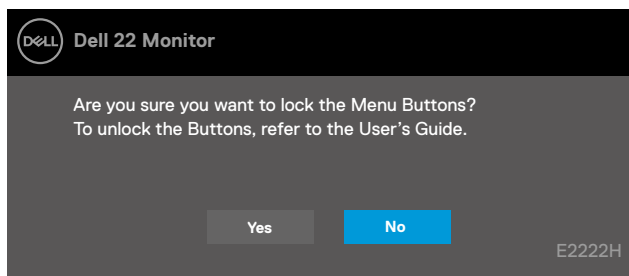 DELL Dell 22 Monitor
Are you sure you want to lock the Menu Buttons?
To unlock the Buttons, refer to the User’s Guide.
Yes No
E2222H